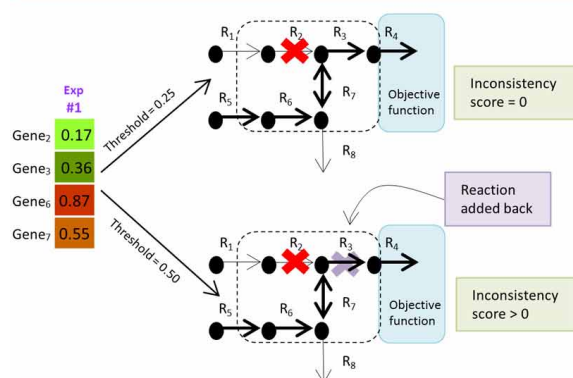 R1
R2
R3
R4
R5
R6
R7
R8
Objective
function
Inconsistency
score = 0
Exp
#1
Gene2 0.17
Gene3 0.36
Gene6 0.87
Gene7 0.55
Threshold = 0.25
Threshold = 0.50
Reaction
added back
R1
R2
R3
R4
R5
R6
R7
R8
Objective
function
Inconsistency
score > 0